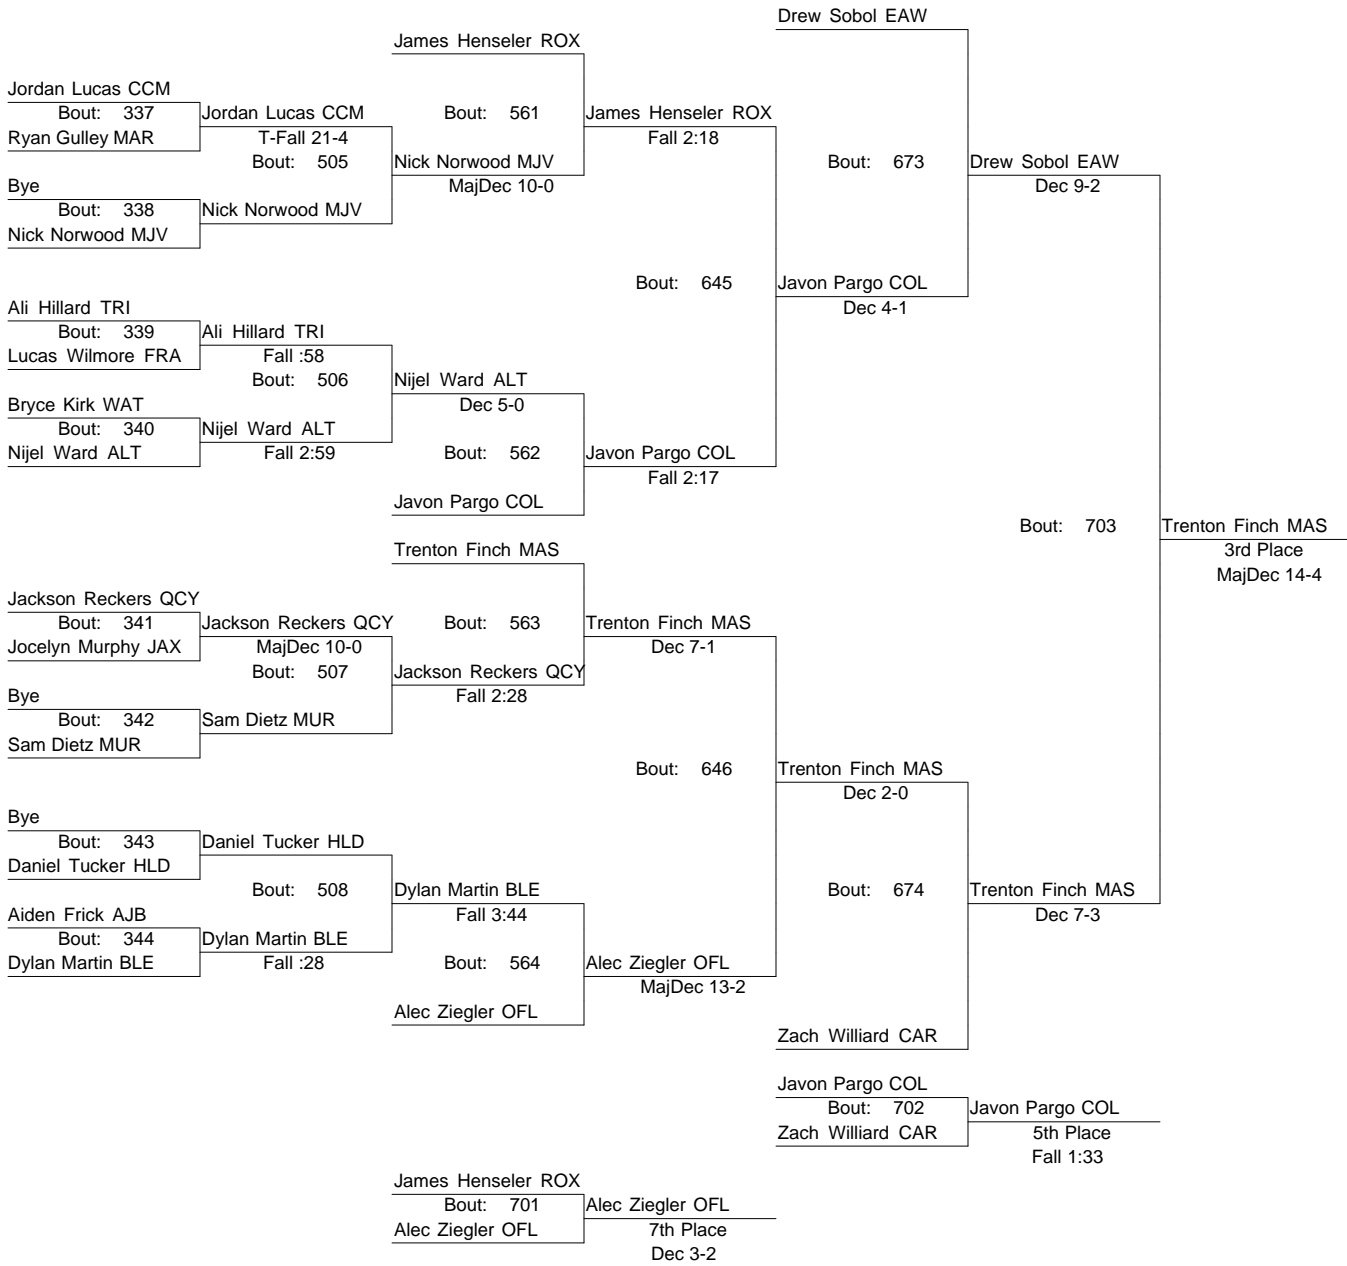 Drew Sobol EAW
James Henseler ROX
Jordan Lucas CCM
Bout: 337
Jordan Lucas CCM
Bout: 561
James Henseler ROX
Ryan Gulley MAR
T-Fall 21-4
Fall 2:18
Bout: 505
Nick Norwood MJV
Bout: 673
Drew Sobol EAW
Bye
MajDec 10-0
Dec 9-2
Bout: 338
Nick Norwood MJV
Nick Norwood MJV
Bout: 645
Javon Pargo COL
Ali Hillard TRI
Dec 4-1
Bout: 339
Ali Hillard TRI
Lucas Wilmore FRA
Fall :58
Bout: 506
Nijel Ward ALT
Bryce Kirk WAT
Dec 5-0
Bout: 340
Nijel Ward ALT
Nijel Ward ALT
Fall 2:59
Bout: 562
Javon Pargo COL
Fall 2:17
Javon Pargo COL
Bout: 703
Trenton Finch MAS
Trenton Finch MAS
3rd Place
MajDec 14-4
Jackson Reckers QCY
Bout: 341
Jackson Reckers QCY
Bout: 563
Trenton Finch MAS
Jocelyn Murphy JAX
MajDec 10-0
Dec 7-1
Bout: 507
Jackson Reckers QCY
Bye
Fall 2:28
Bout: 342
Sam Dietz MUR
Sam Dietz MUR
Bout: 646
Trenton Finch MAS
Dec 2-0
Bye
Bout: 343
Daniel Tucker HLD
Daniel Tucker HLD
Bout: 508
Dylan Martin BLE
Bout: 674
Trenton Finch MAS
Aiden Frick AJB
Fall 3:44
Dec 7-3
Bout: 344
Dylan Martin BLE
Dylan Martin BLE
Fall :28
Bout: 564
Alec Ziegler OFL
MajDec 13-2
Alec Ziegler OFL
Zach Williard CAR
Javon Pargo COL
Bout: 702
Javon Pargo COL
Zach Williard CAR
5th Place
Fall 1:33
James Henseler ROX
Bout: 701
Alec Ziegler OFL
Alec Ziegler OFL
7th Place
Dec 3-2